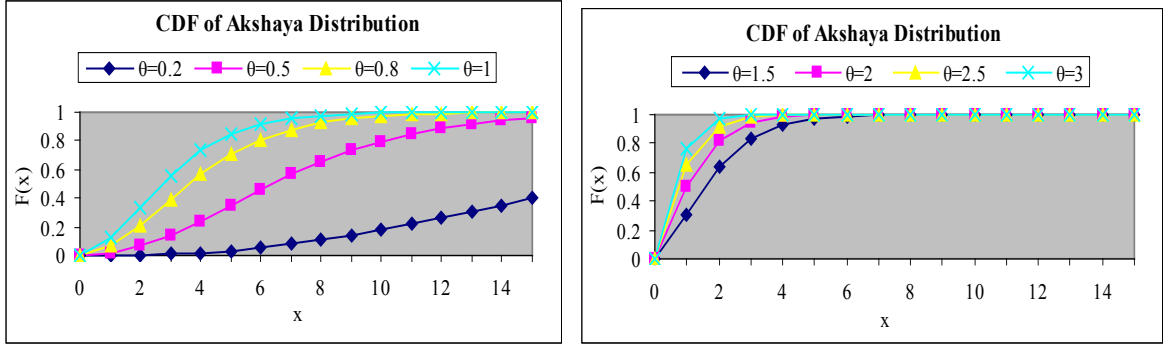 CDF of Akshaya Distribution
θ=0.2 θ=0.5 θ=0.8 θ=1
1
0.8
0.6
0.4
0.2
0
F(x)
0 2 4 6 8 10 12 14
x
CDF of Akshaya Distribution
θ=1.5 θ=2 θ=2.5 θ=3
1
0.8
0.6
0.4
0.2
0
F(x)
0 2 4 6 8 10 12 14
x